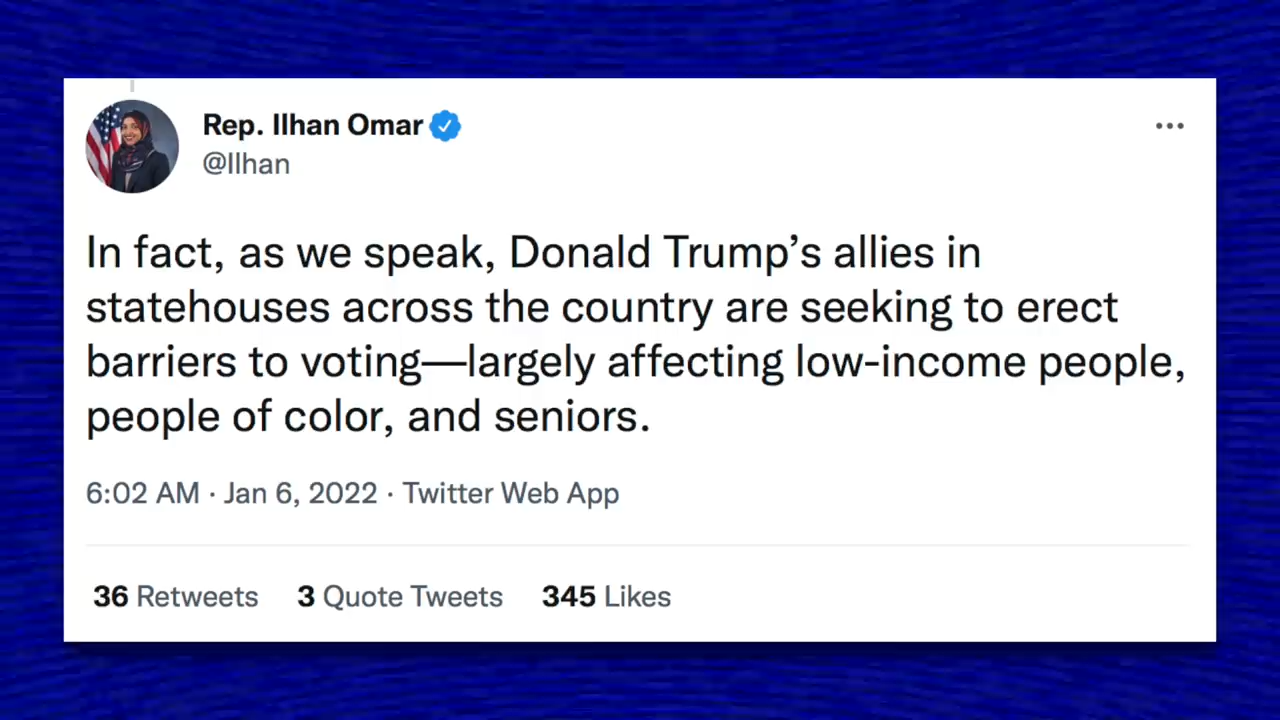 Rep. Ilhan Omar
@Ilhan
In fact, as we speak, Donald Trump’s allies in
statehouses across the country are seeking to erect
barriers to voting—largely affecting low-income people,
people of color, and seniors.
6:02 AM · Jan 6, 2022 · Twitter Web App
36 Retweets 3 Quote Tweets 345 Likes